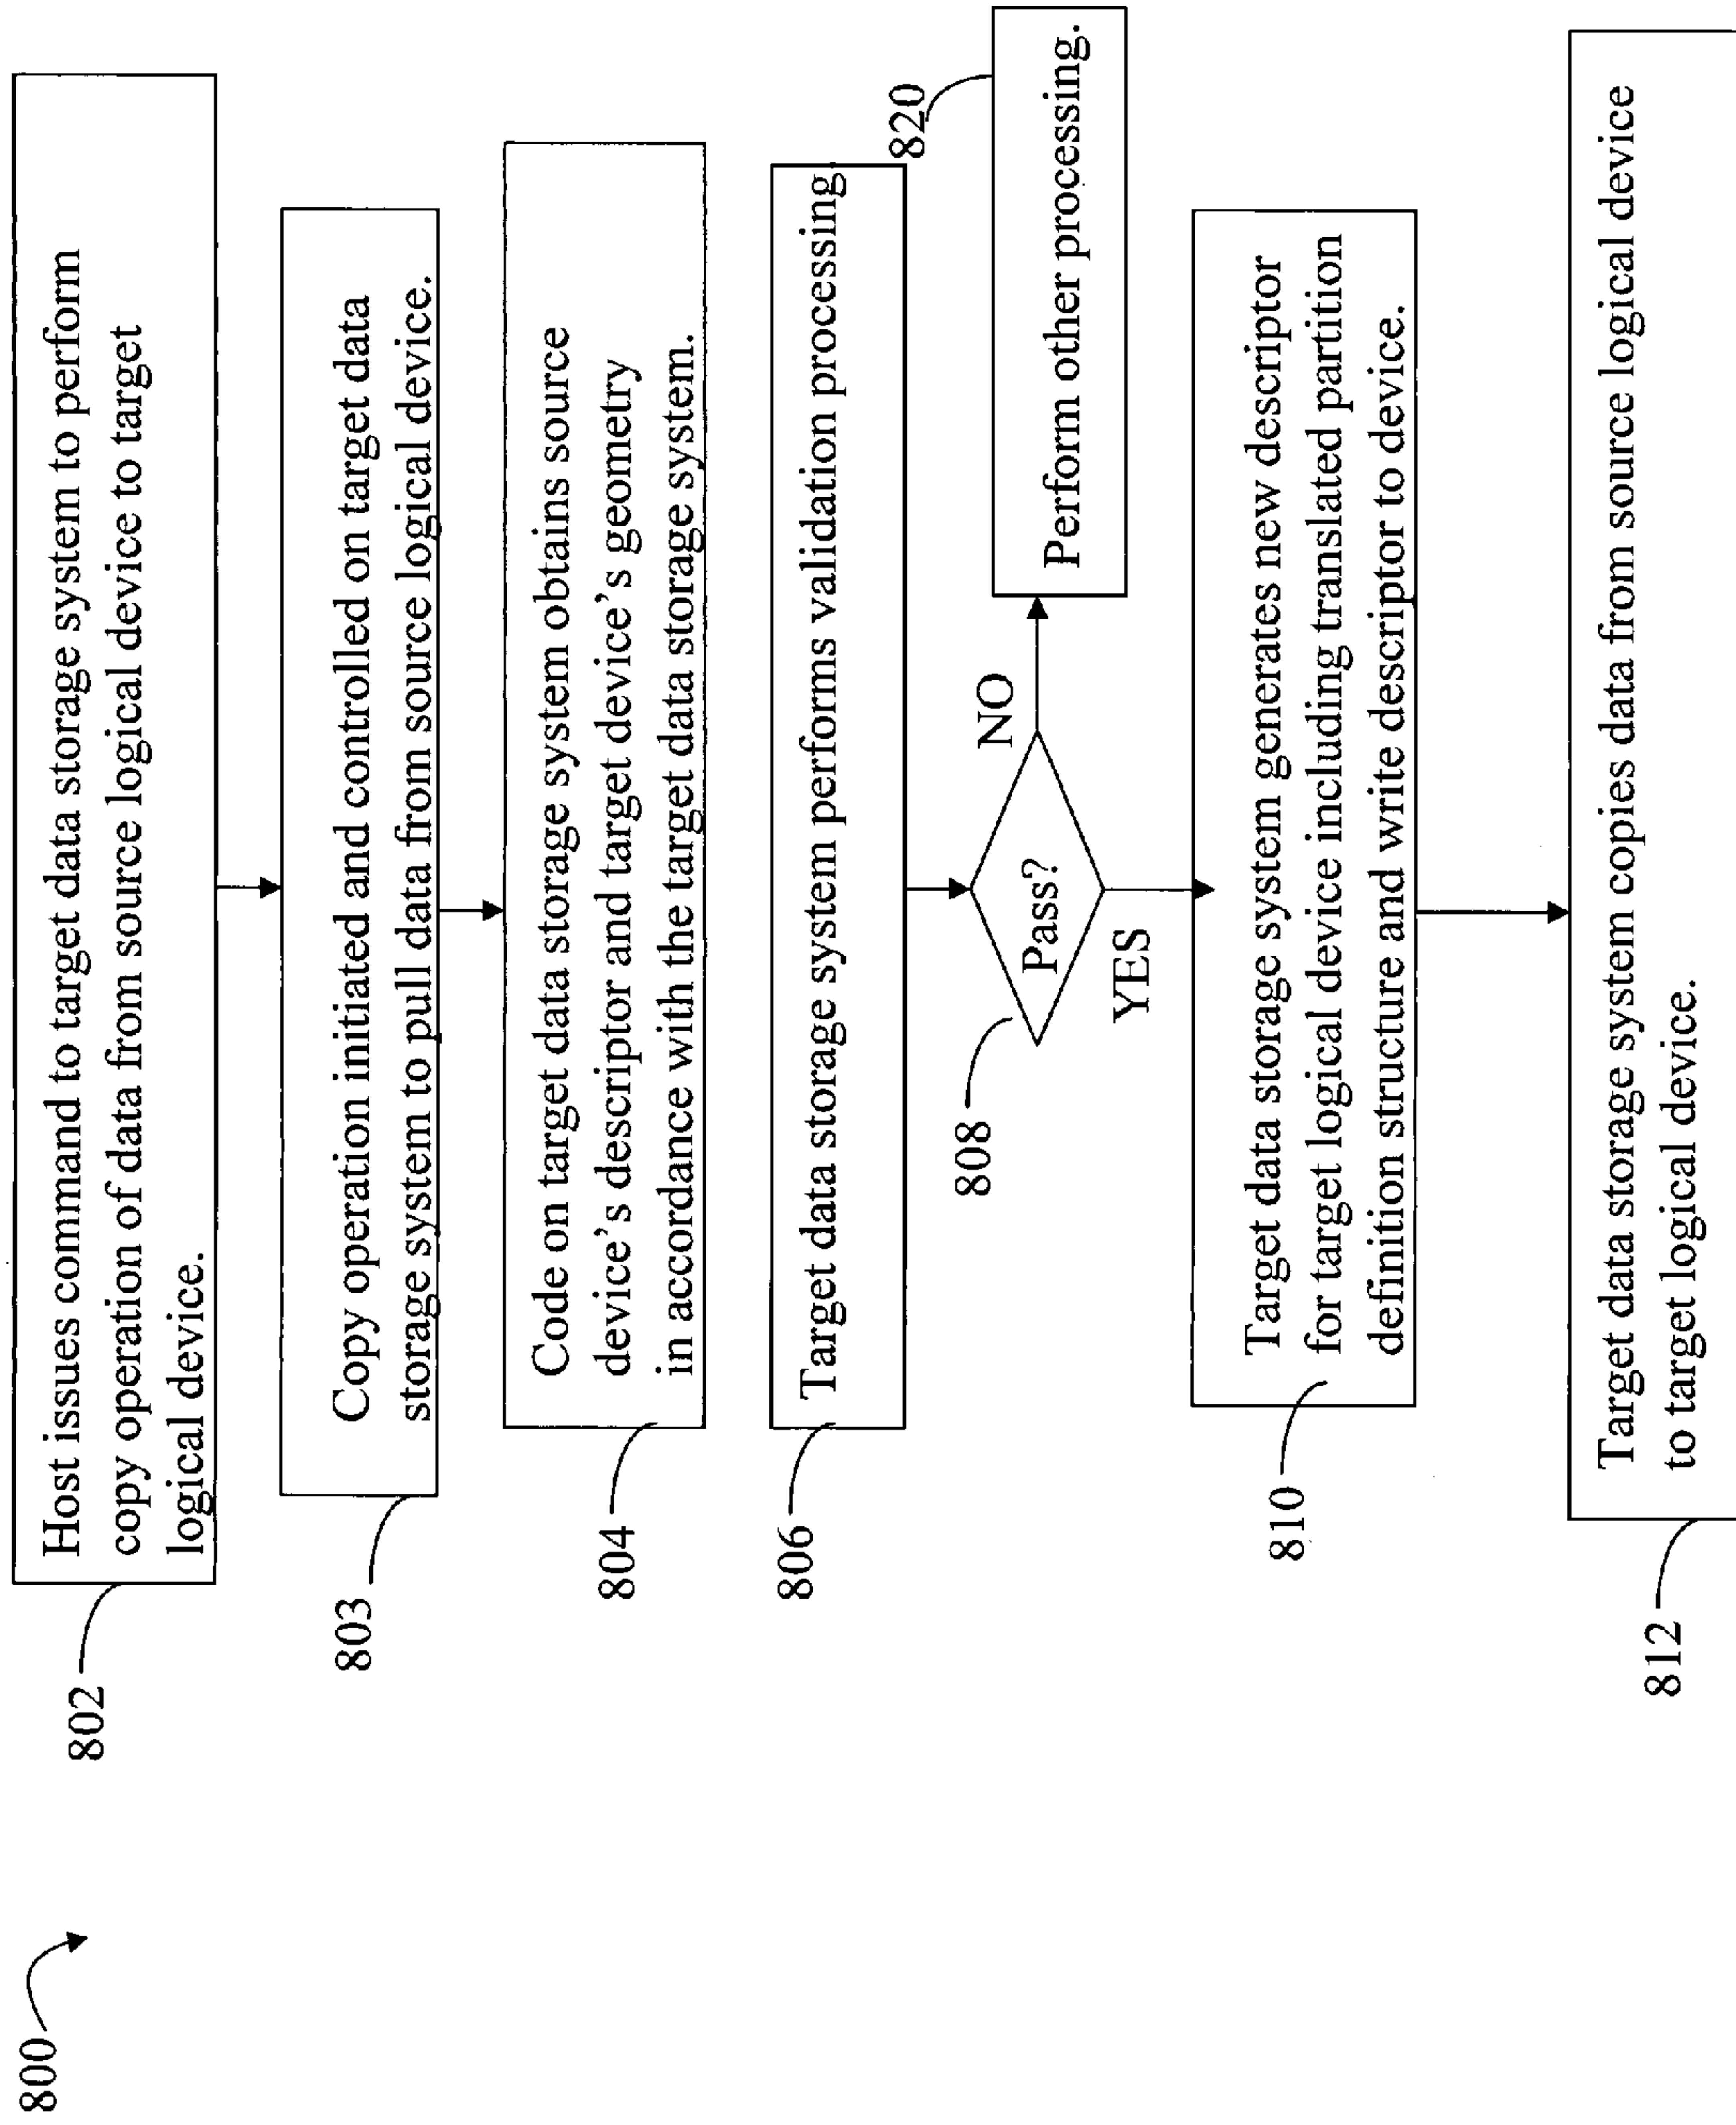 800
802
Host issues command to target data storage system to perform
copy operation of data from source logical device to target
logical device.
803
Copy operation initiated and controlled on target data
storage system to pull data from source logical device.
804
Code on target data storage system obtains source
device's descriptor and target device's geometry
in accordance with the target data storage system.
806
Target data storage system performs validation processing
808
Pass?
NO
820
Perform other processing.
YES
810
Target data storage system generates new descriptor
for target logical device including translated partition
definition structure and write descriptor to device.
812
Target data storage system copies data from source logical device
to target logical device.